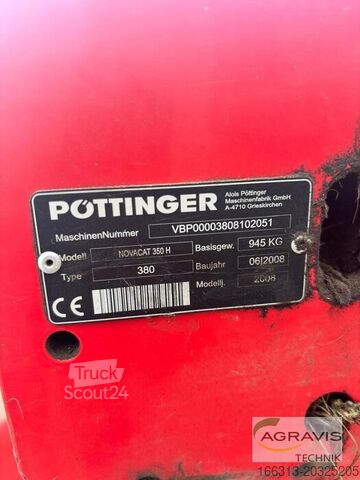 PÖTTINGER
Alois Pöttinger
Maschinenfabrik GmbH
A-4710 Grieskirchen
MaschinenNummer VBP00003808102051
Modell NOVACAT 350 H Basisgew. 945 KG
Type 380 Baujahr 06|2008
Modellj. 2008
CE
Truck
Scout24
AGRAVIS
TECHNIK
166313-20325205